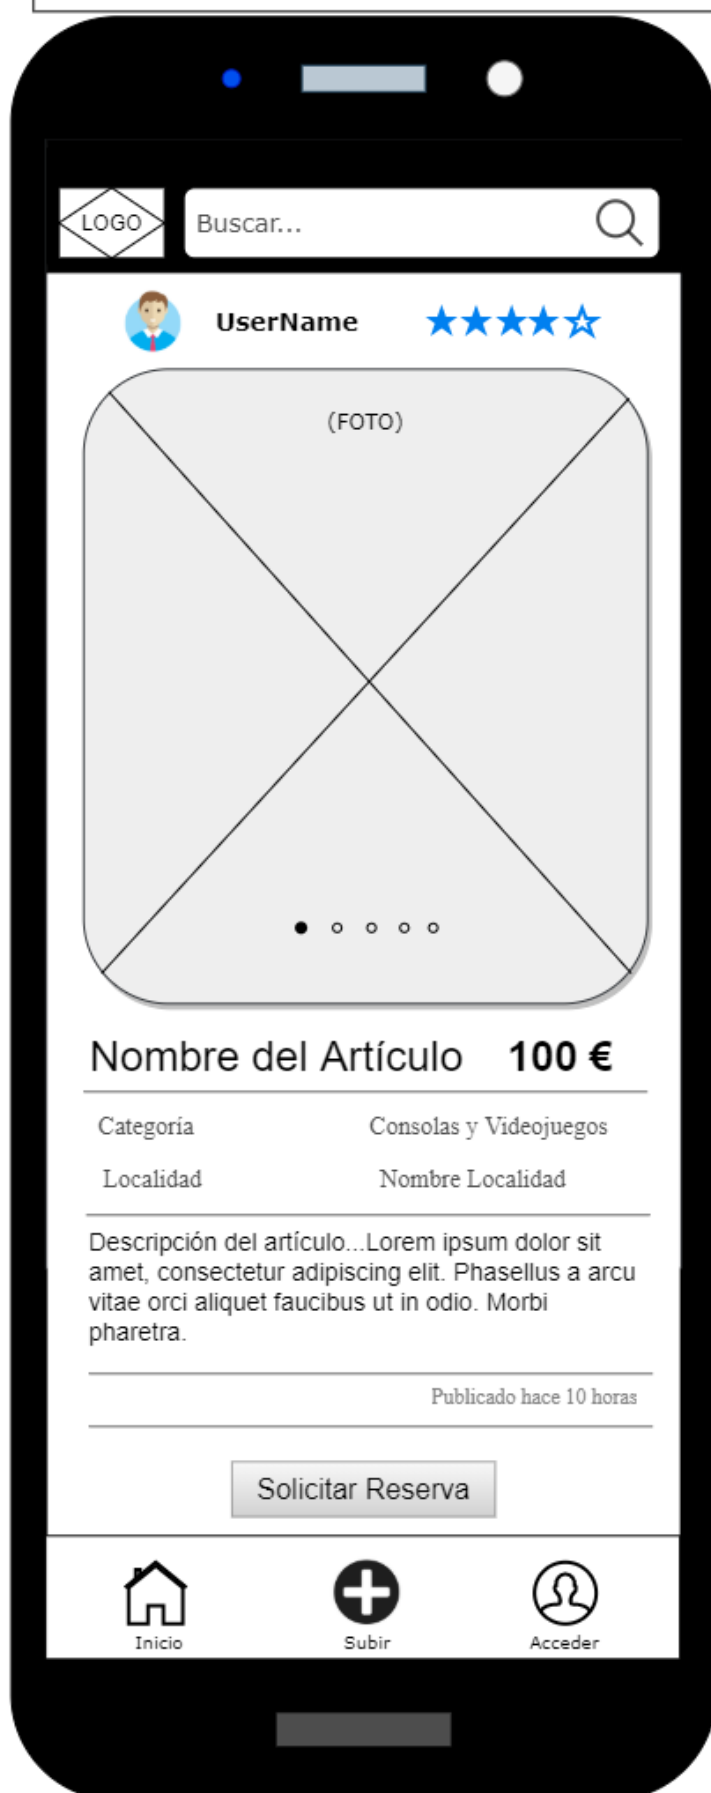 LOGO
Buscar...
UserName
(FOTO)
Nombre del Artículo 100 €
Categoría Consolas y Videojuegos
Localidad Nombre Localidad
Descripción del artículo...Lorem ipsum dolor sit
amet, consectetur adipiscing elit. Phasellus a arcu
vitae orci aliquet faucibus ut in odio. Morbi
pharetra.
Publicado hace 10 horas
Solicitar Reserva
Inicio Subir Acceder